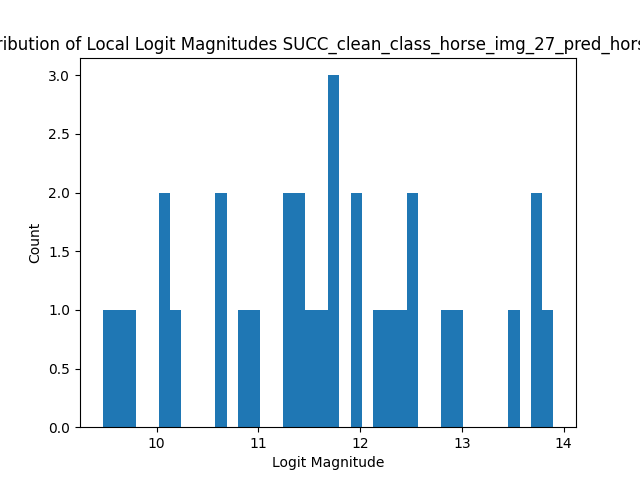 ribution of Local Logit Magnitudes SUCC_clean_class_horse_img_27_pred_hors
3.0
2.5
2.0
1.5
1.0
0.5
0.0
Count
10 11 12 13 14
Logit Magnitude